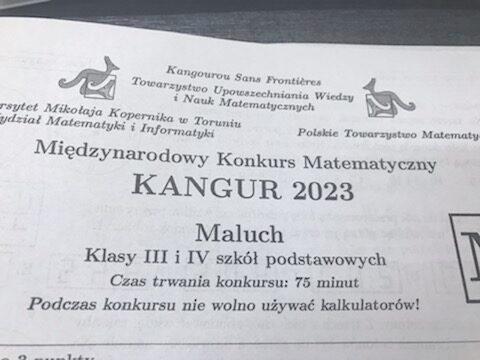 Kangourou Sans Frontières
Towarzystwo Upowszechniania Wiedzy
i Nauk Matematycznych
Mikołaja Kopernika w Toruniu
Matematyki i Informatyki
Polskie Towarzystwo
Międzynarodowy Konkurs Matematyczny
KANGUR 2023
Maluch
Klasy III i IV szkół podstawowych
Czas trwania konkursu: 75 minut
Podczas konkursu nie wolno używać kalkulatorów!